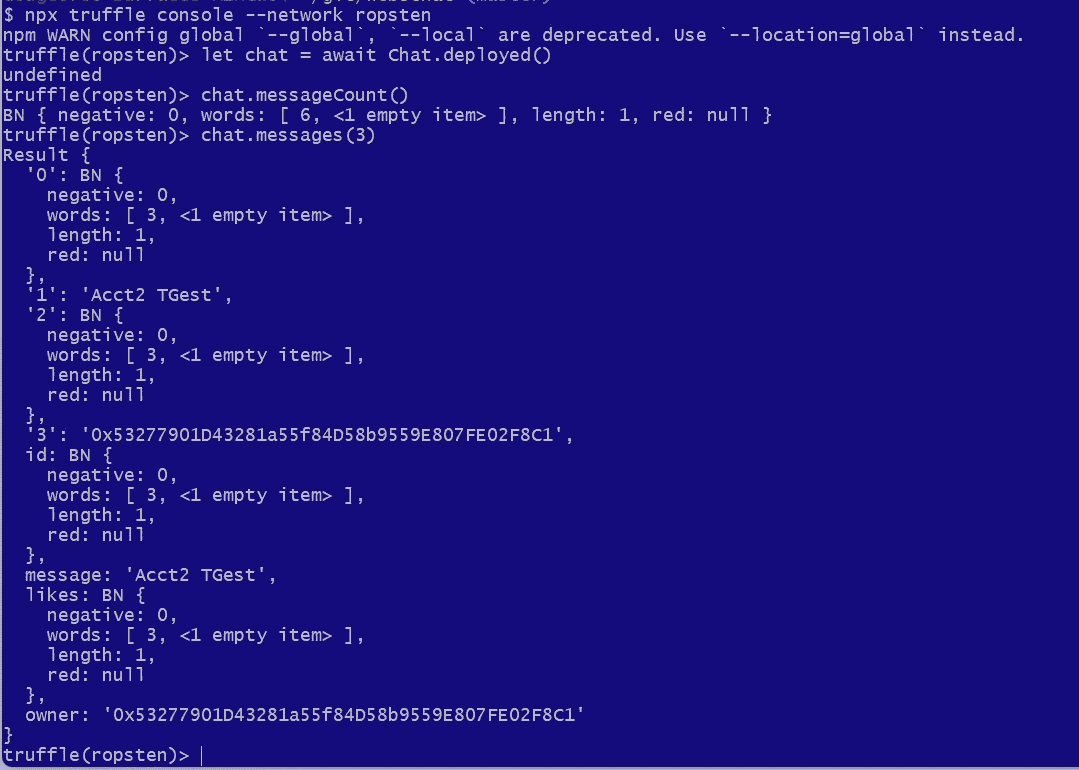 $ npx truffle console --network ropsten
npm WARN config global `--global`, `--local` are deprecated. Use `--location=global` instead.
truffle(ropsten)> let chat = await Chat.deployed()
undefined
truffle(ropsten)> chat.messageCount()
BN { negative: 0, words: [ 6, <1 empty item> ], length: 1, red: null }
truffle(ropsten)> chat.messages(3)
Result {
  '0': BN {
    negative: 0,
    words: [ 3, <1 empty item> ],
    length: 1,
    red: null
  },
  '1': 'Acct2 TGest',
  '2': BN {
    negative: 0,
    words: [ 3, <1 empty item> ],
    length: 1,
    red: null
  },
  '3': '0x53277901D43281a55f84D58b9559E807FE02F8C1',
  id: BN {
    negative: 0,
    words: [ 3, <1 empty item> ],
    length: 1,
    red: null
  },
  message: 'Acct2 TGest',
  likes: BN {
    negative: 0,
    words: [ 3, <1 empty item> ],
    length: 1,
    red: null
  },
  owner: '0x53277901D43281a55f84D58b9559E807FE02F8C1'
}
truffle(ropsten)>